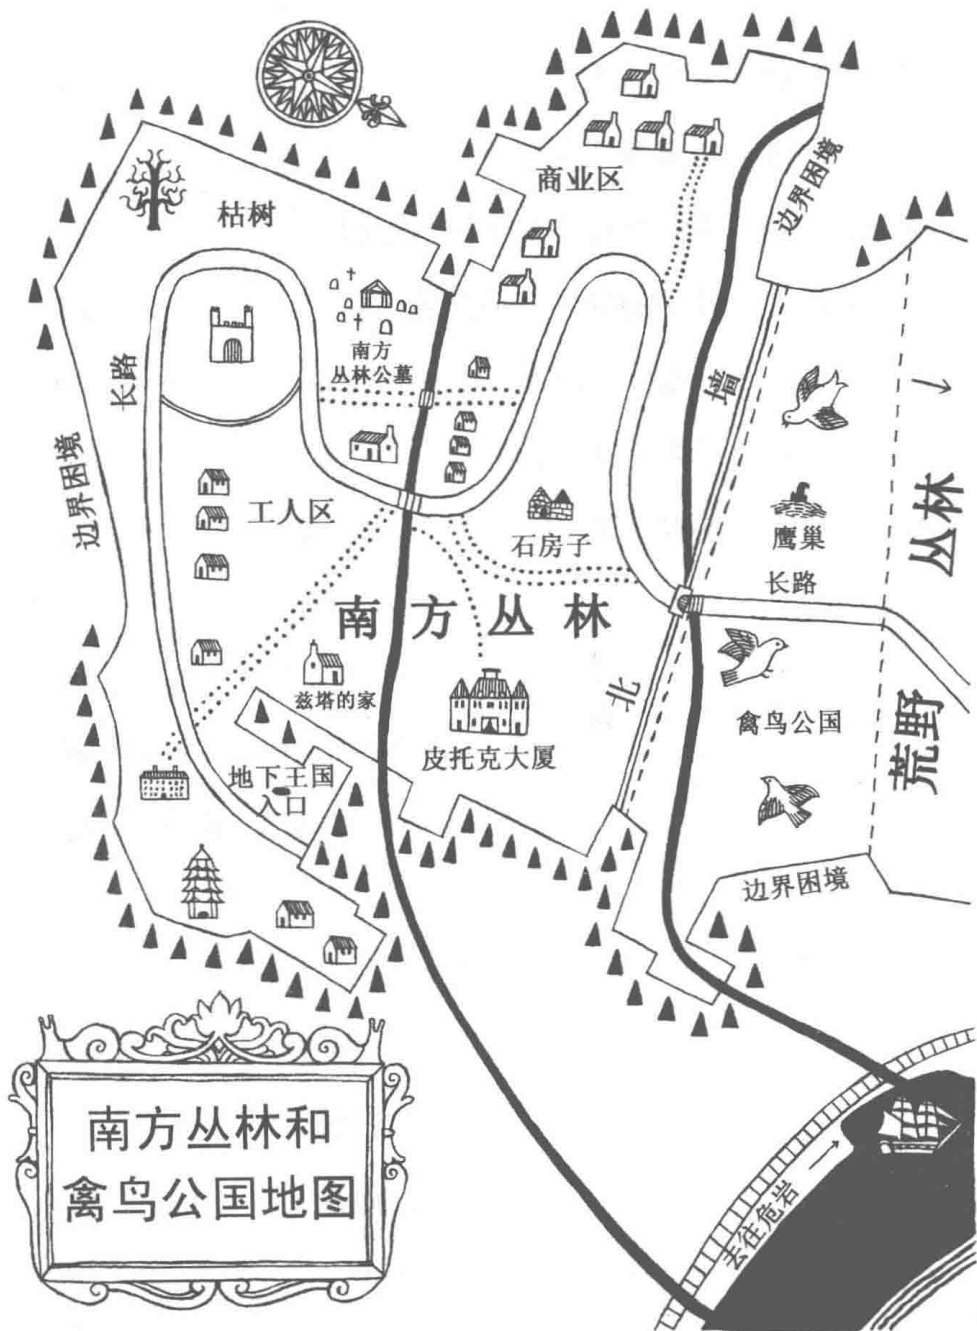 商业区
边界困境
枯树
墙
长路
南方
丛林公墓
丛林
边界困境
工人区
石房子
鹰巢
长路
南方丛林
北
兹塔的家
禽鸟公国
荒野
皮托克大厦
地下王国
入口
边界困境
南方丛林和
禽鸟公国地图
去往危岩